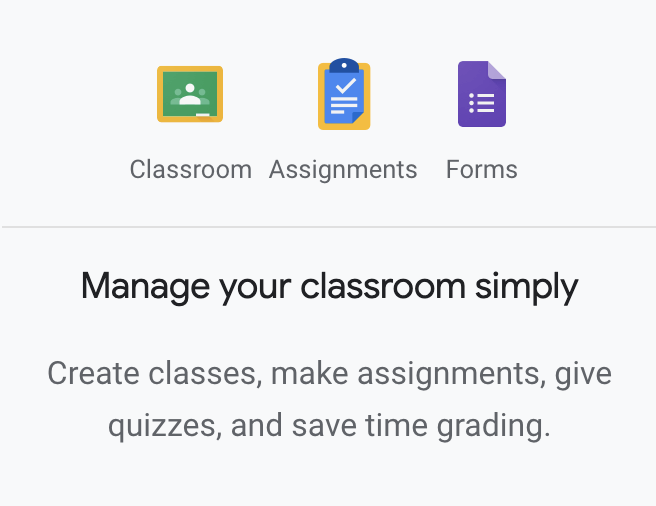 Classroom Assignments Forms
Manage your classroom simply
Create classes, make assignments, give
quizzes, and save time grading.